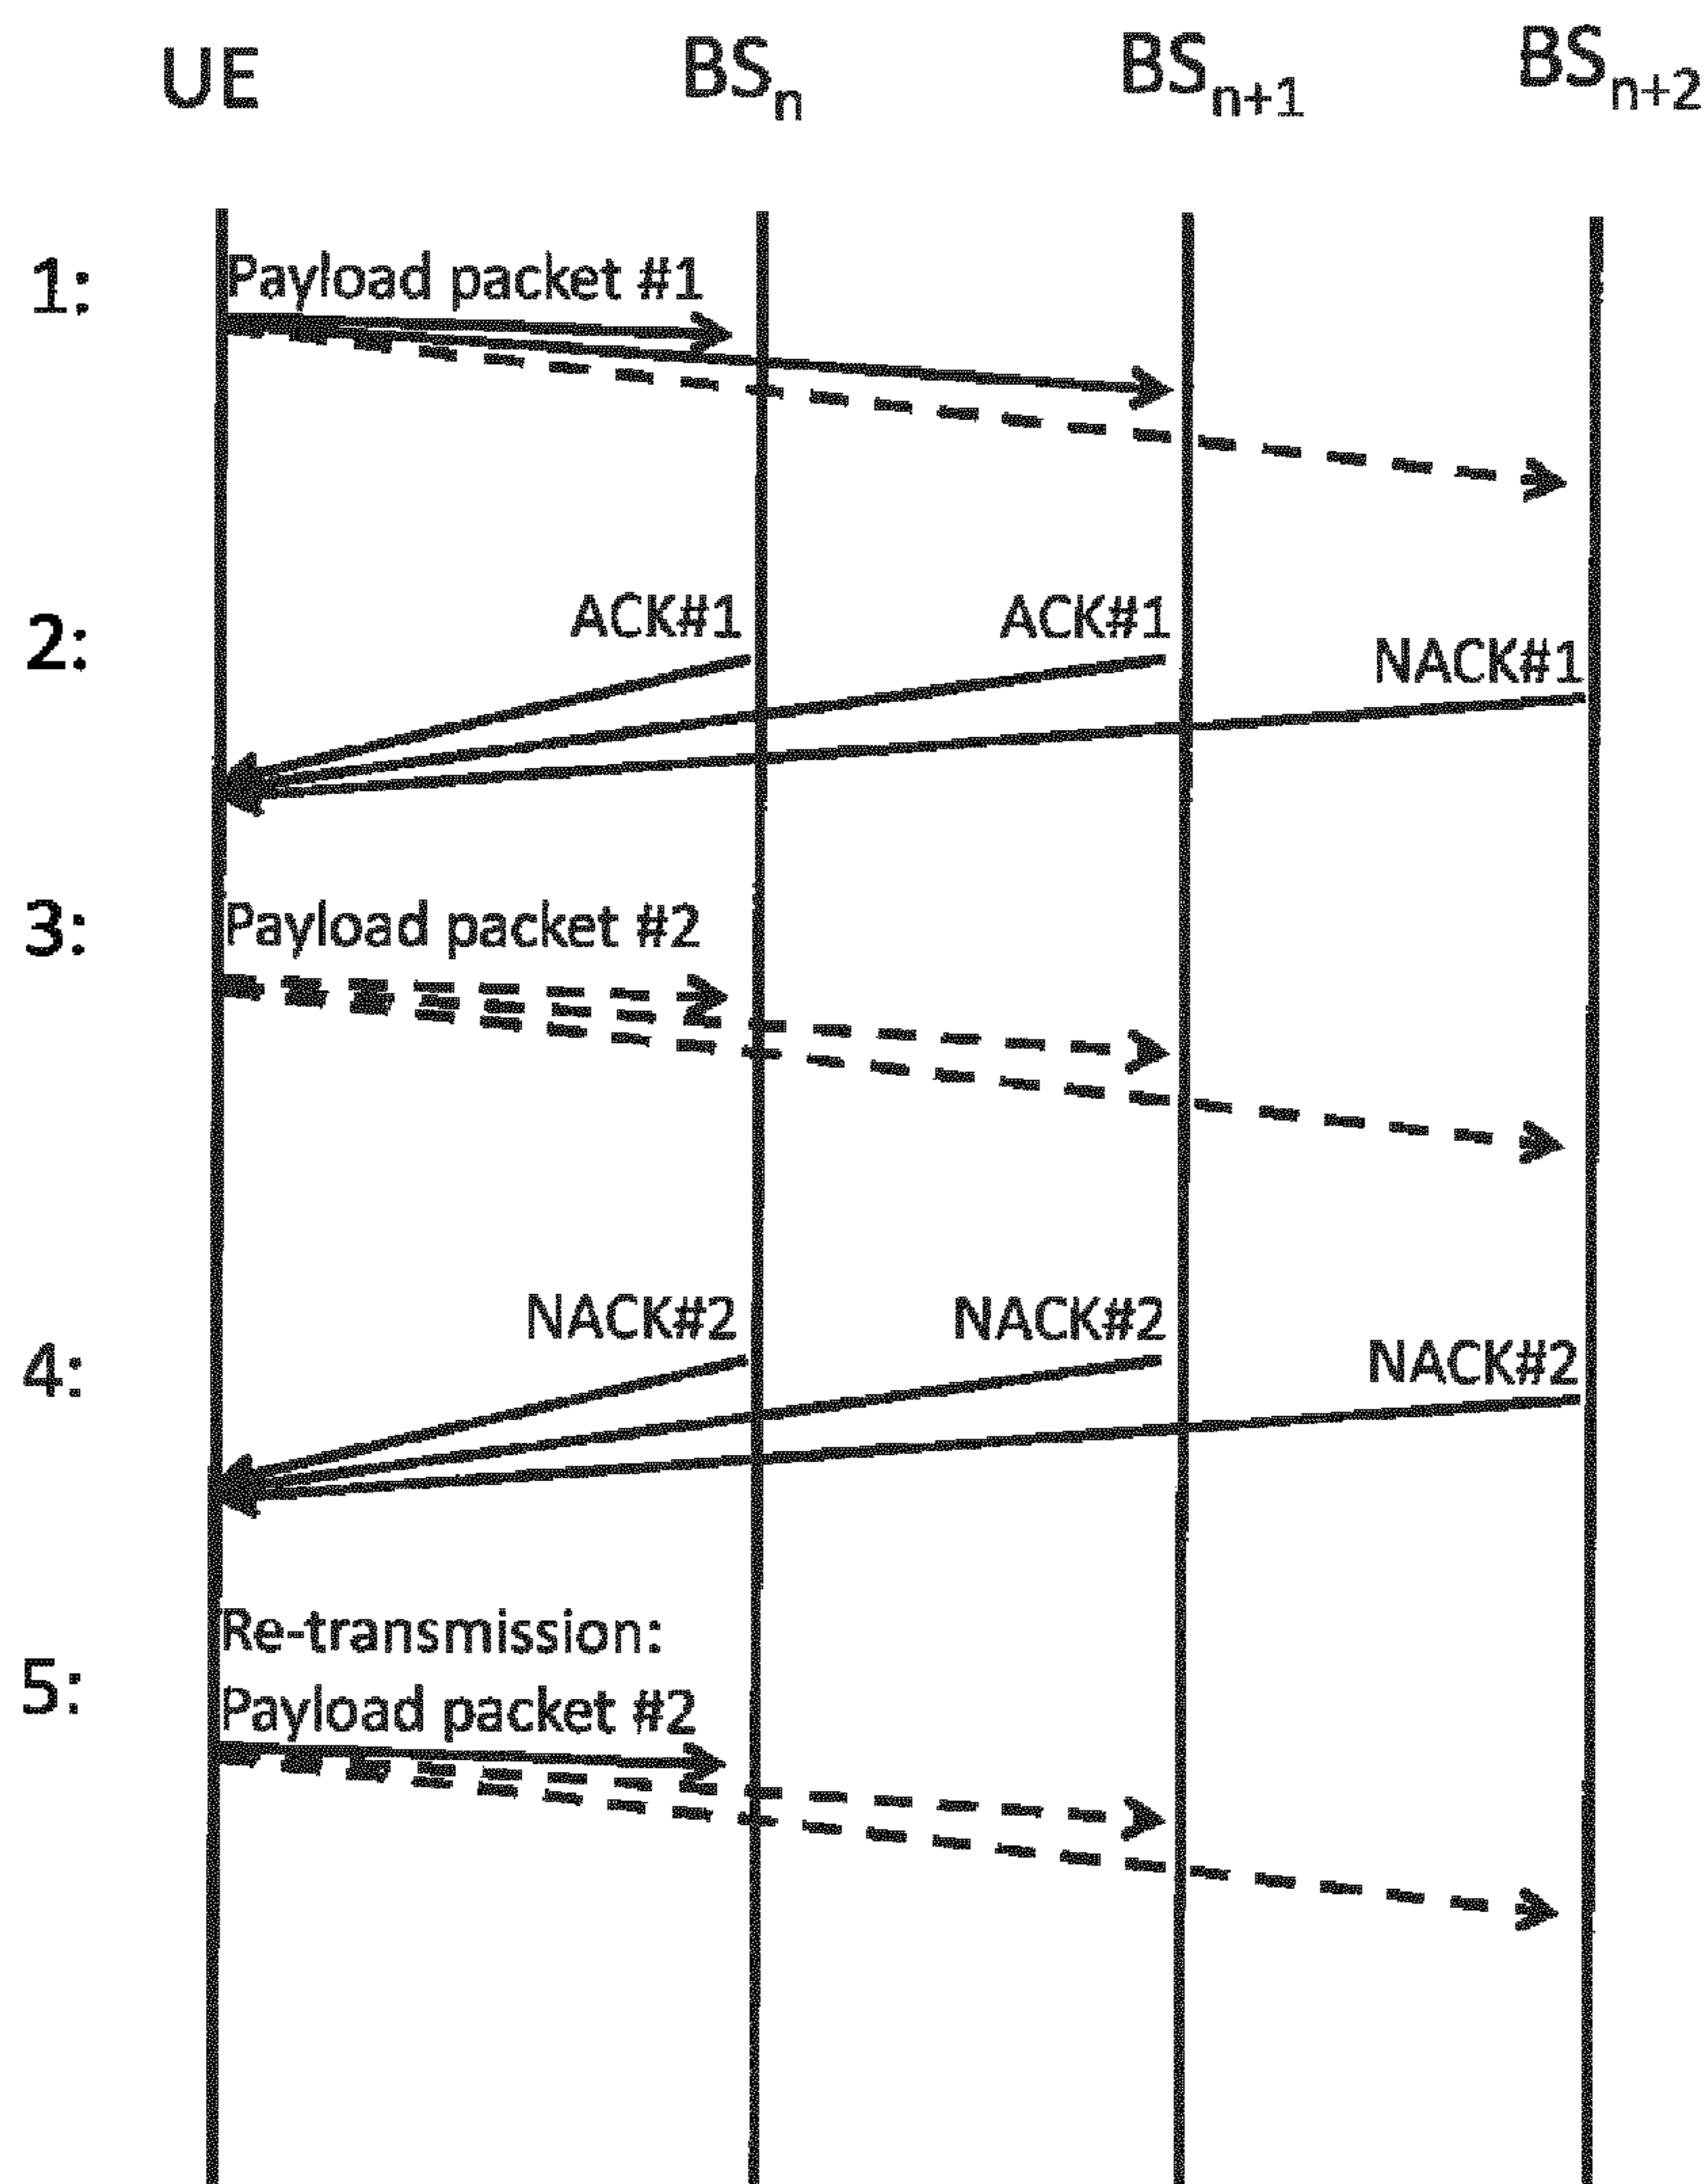 UE BSn BSn+1 BSn+2
1: Payload packet #1
2: ACK#1 ACK#1 NACK#1
3: Payload packet #2
4: NACK#2 NACK#2 NACK#2
Re-transmission:
5: Payload packet #2